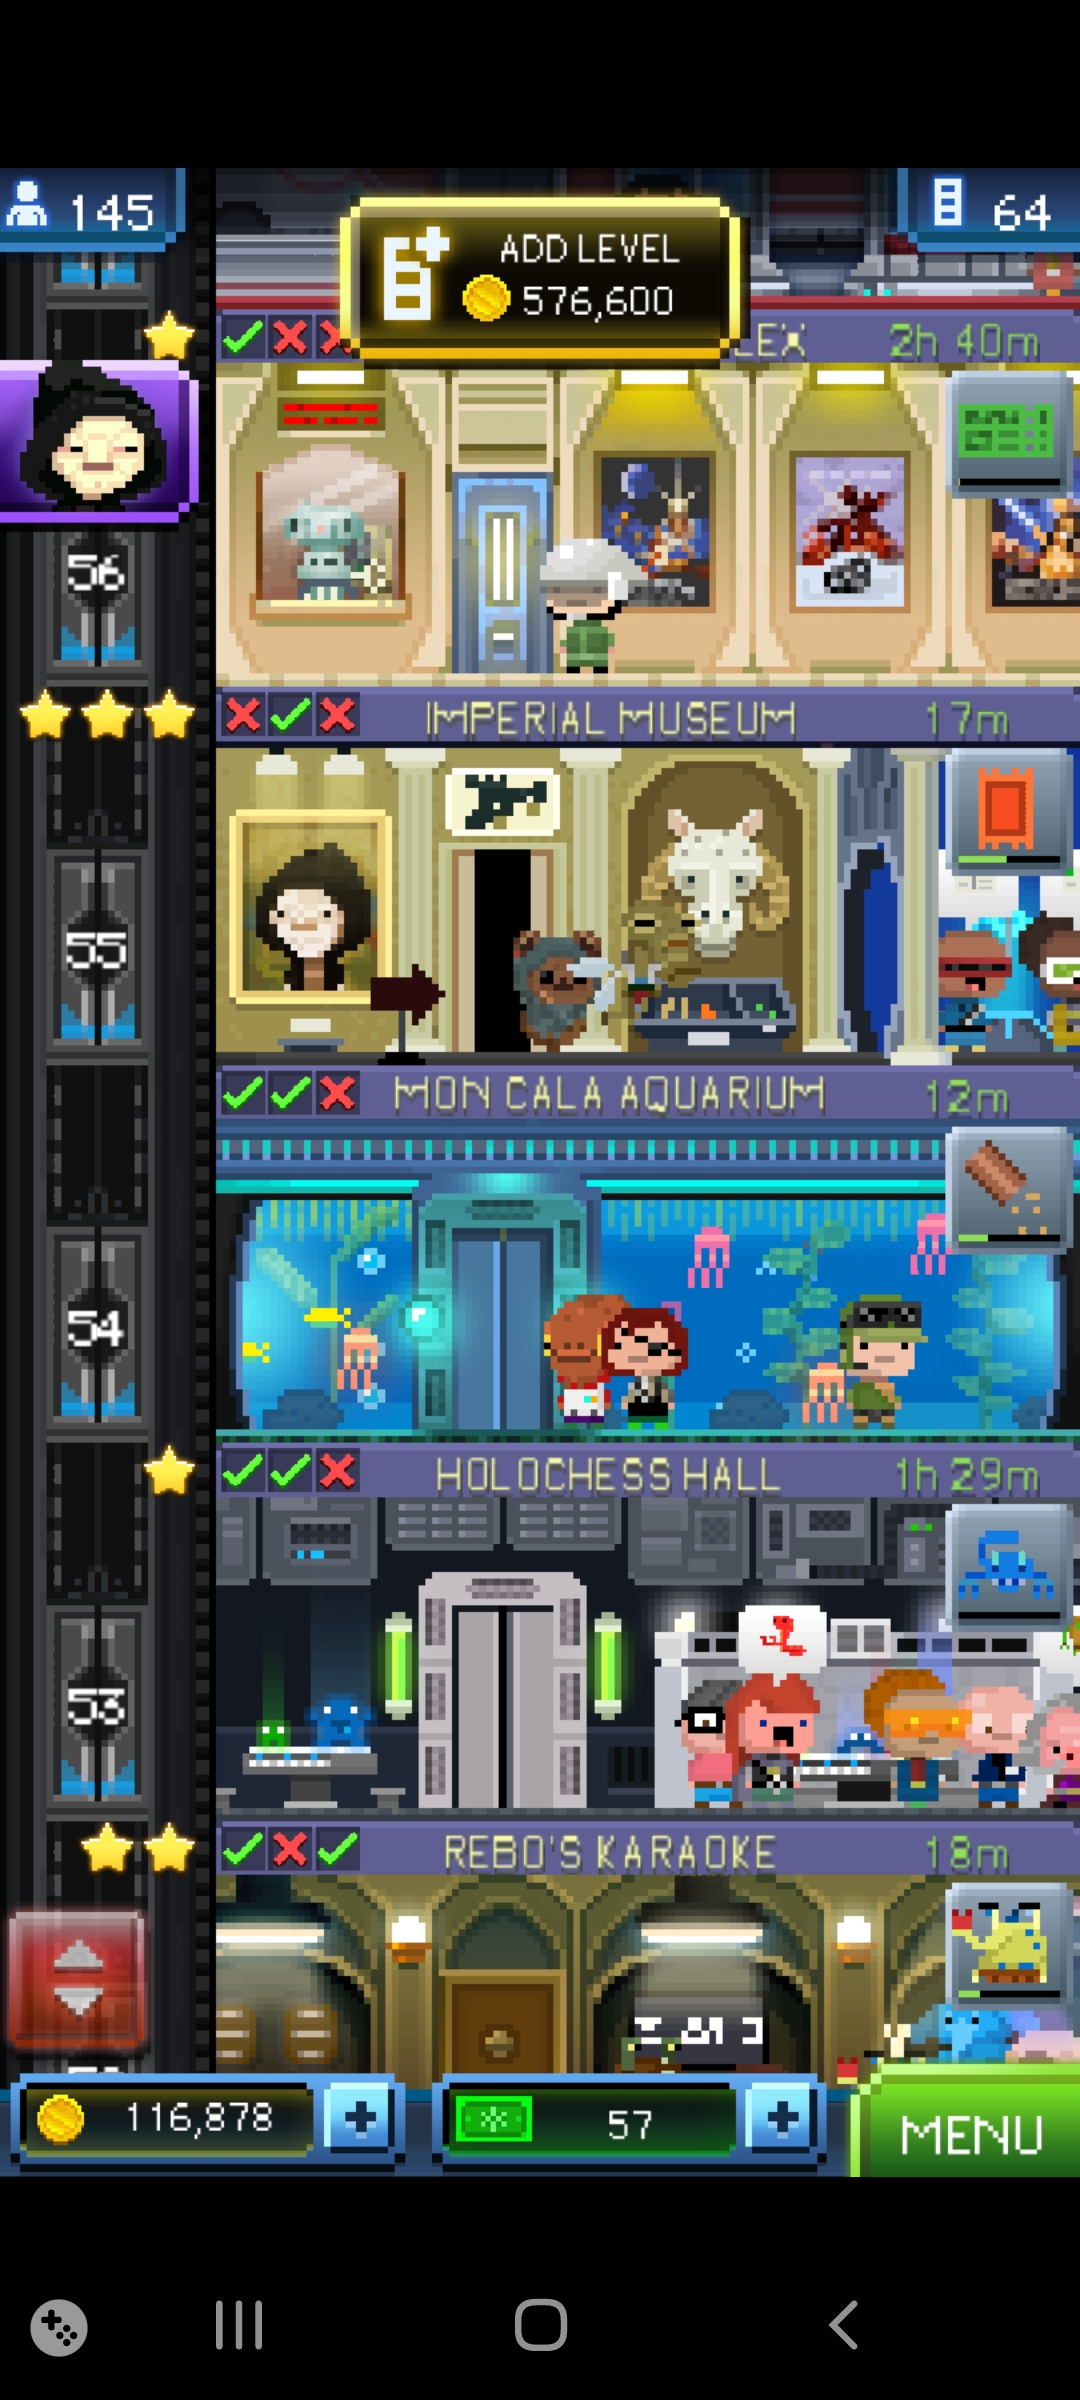 145
ADD LEVEL
576,600
64
LEX 2h 40m
56
IMPERIAL MUSEUM 17m
55
MON CALA AQUARIUM 12m
54
HOLOCHESS HALL 1h 29m
53
REBO'S KARAOKE 18m
116,878
57
MENU